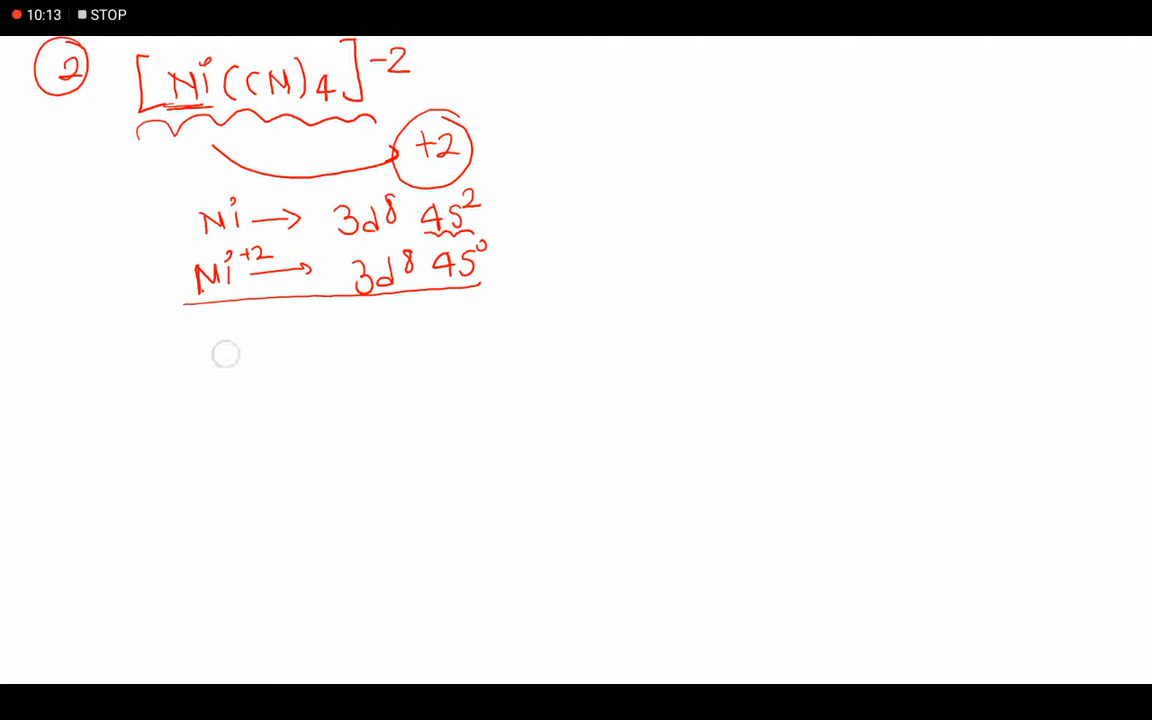 10:13 STOP
2 [Ni(CN)4]-2
+2
Ni → 3d8 4s2
Ni+2 → 3d8 4s0